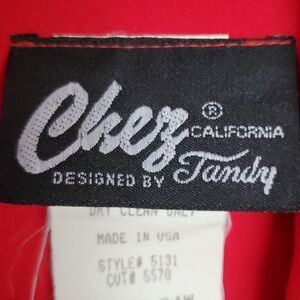 Chez ®
CALIFORNIA
DESIGNED BY Tandy
DRY CLEAN ONLY
MADE IN USA
STYLE# 5131
CUT# 5570